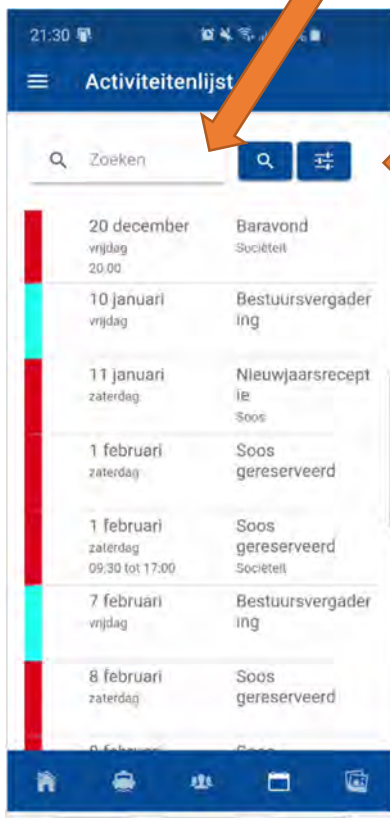 21:30
Activiteitenlijst
Zoeken
20 december
vrijdag
20:00
Baravond
Sociëteit
10 januari
vrijdag
Bestuursvergader
ing
11 januari
zaterdag
Nieuwjaarsrecept
ie
Soos
1 februari
zaterdag
Soos
gereserveerd
1 februari
zaterdag
09:30 tot 17:00
Soos
gereserveerd
Sociëteit
7 februari
vrijdag
Bestuursvergader
ing
8 februari
zaterdag
Soos
gereserveerd